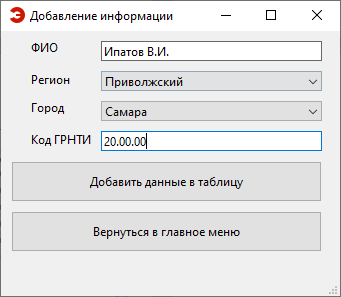 Добавление информации
ФИО Ипатов В.И.
Регион Приволжский
Город Самара
Код ГРНТИ 20.00.00
Добавить данные в таблицу
Вернуться в главное меню